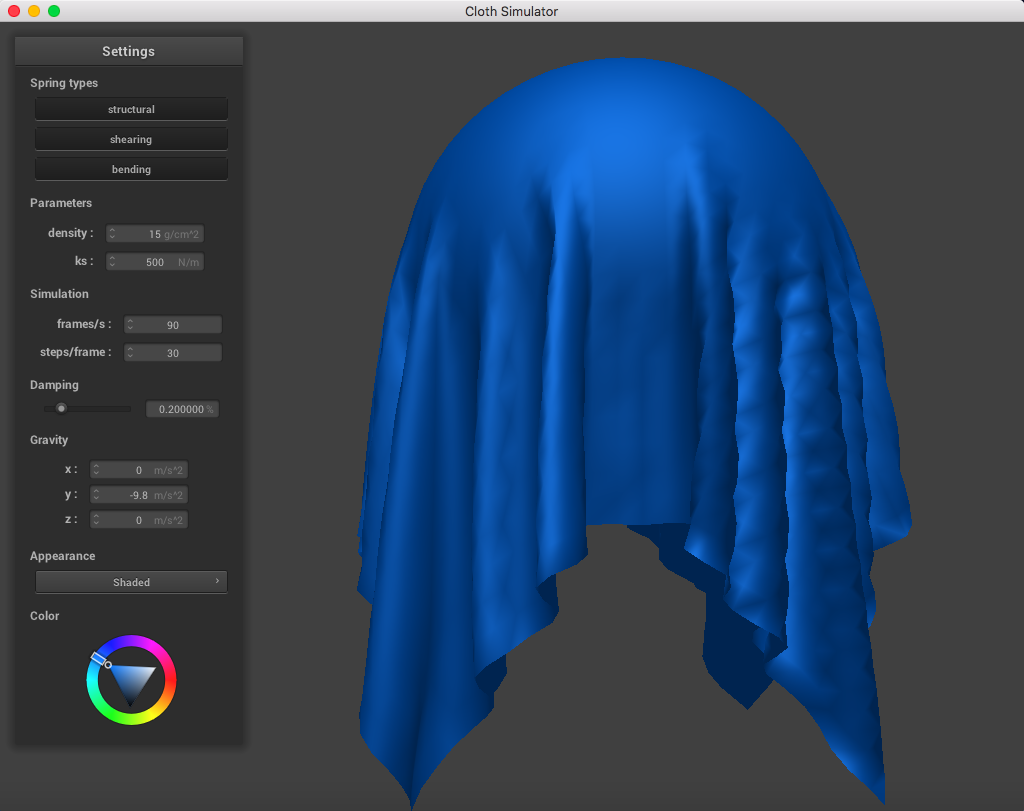 Cloth Simulator
Settings
Spring types
structural
shearing
bending
Parameters
density : 15 g/cm^2
ks : 500 N/m
Simulation
frames/s : 90
steps/frame : 30
Damping
0.200000 %
Gravity
x : 0 m/s^2
y : -9.8 m/s^2
z : 0 m/s^2
Appearance
Shaded
Color